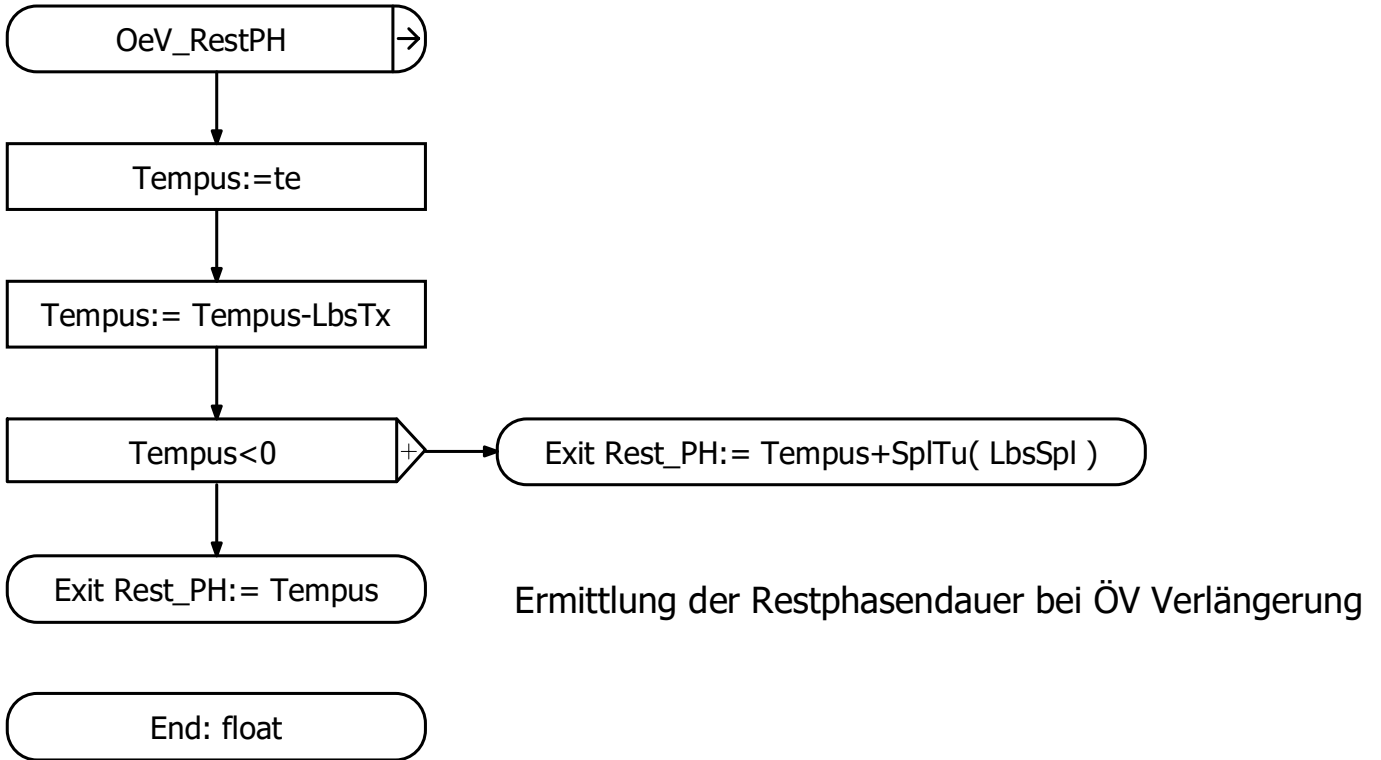 OeV_RestPH
Tempus:=te
Tempus:= Tempus-LbsTx
Tempus<0
+
Exit Rest_PH:= Tempus+SplTu( LbsSpl )
Exit Rest_PH:= Tempus
Ermittlung der Restphasendauer bei ÖV Verlängerung
End: float